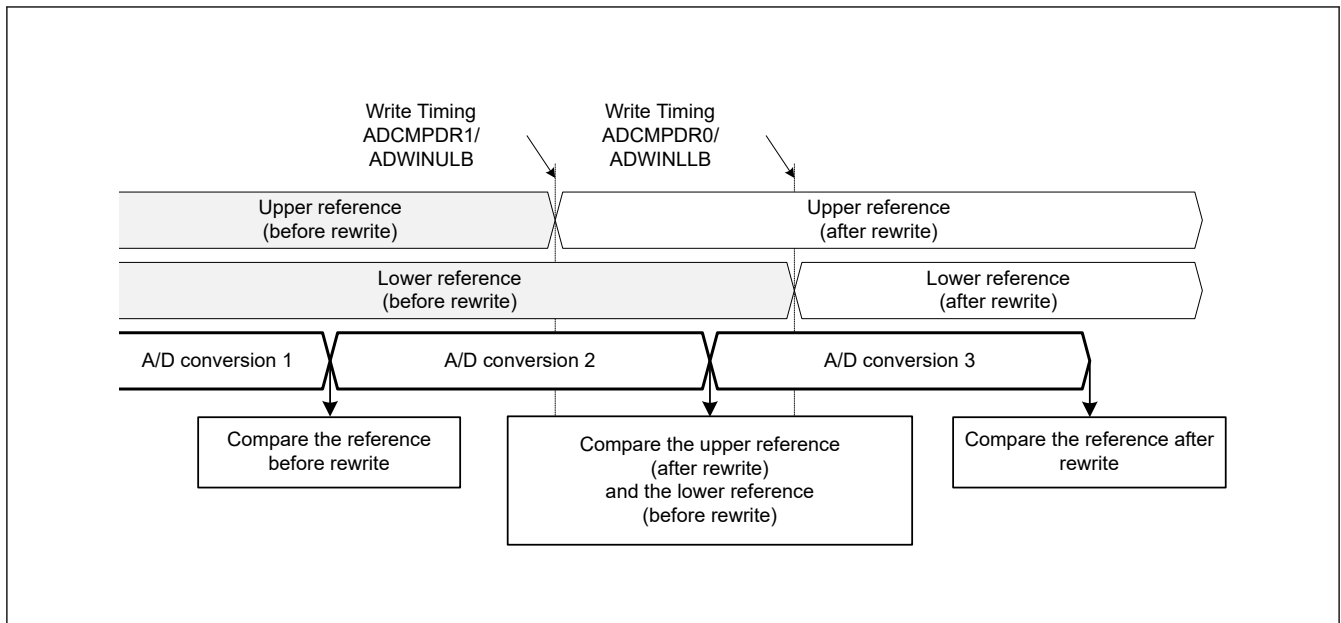 Write Timing
ADCMPDR1/
ADWINULB
Write Timing
ADCMPDR0/
ADWINLLB
Upper reference
(before rewrite)
Upper reference
(after rewrite)
Lower reference
(before rewrite)
Lower reference
(after rewrite)
A/D conversion 1
A/D conversion 2
A/D conversion 3
Compare the reference
before rewrite
Compare the upper reference
(after rewrite)
and the lower reference
(before rewrite)
Compare the reference after
rewrite